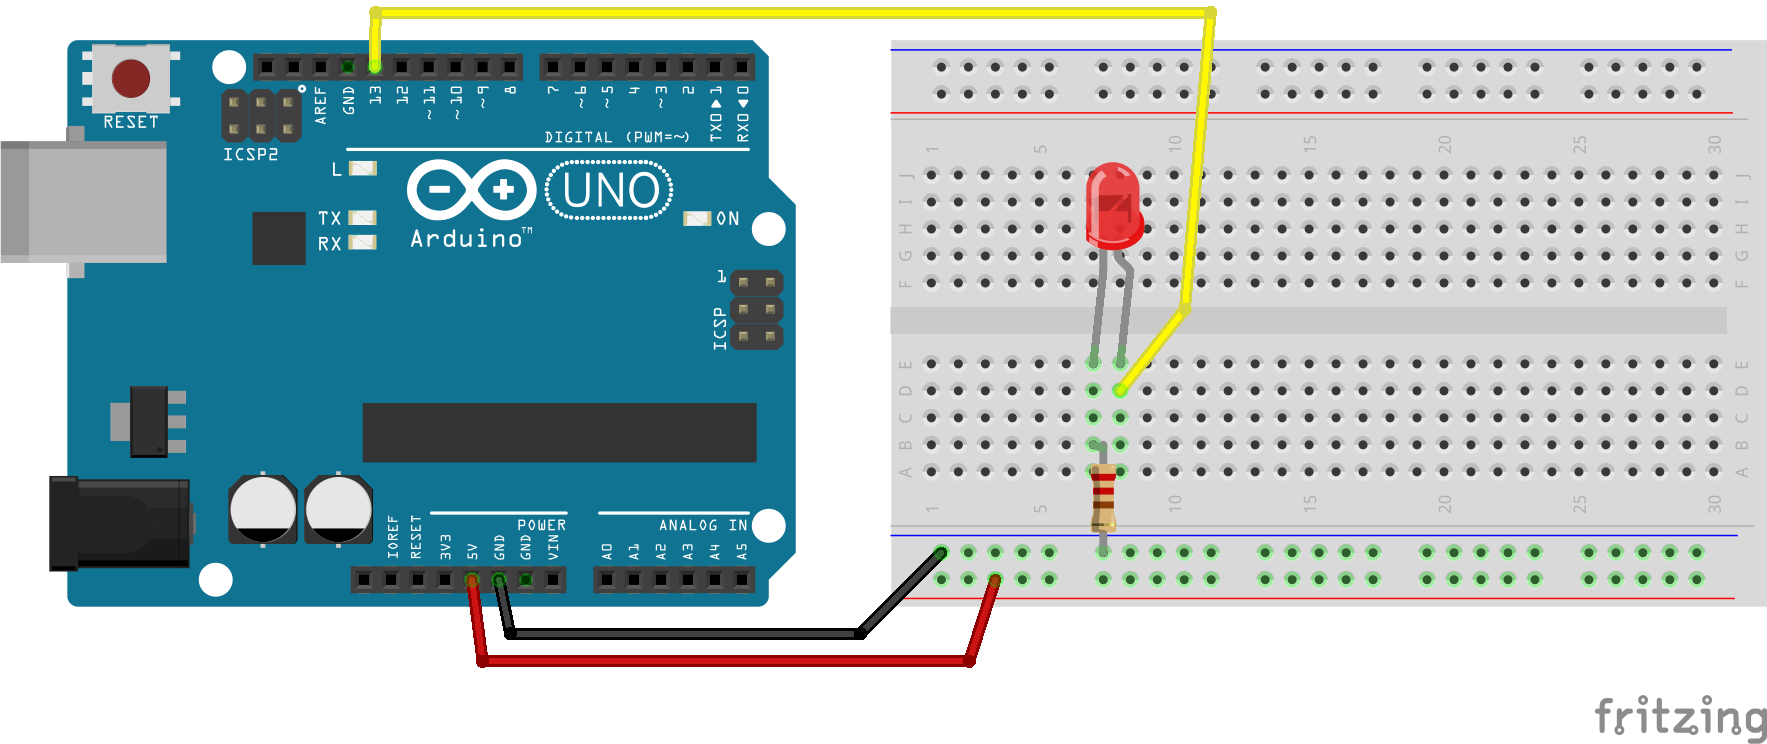 RESET
ICSP2
AREF
GND
13
12
~11
~10
~9
8
7
~6
~5
4
~3
2
TX0▶1
RX0◀0
DIGITAL (PWM=~)
L
TX
RX
UNO
Arduino™
ON
1
ICSP
IOREF
RESET
3V3
5V
GND
GND
VIN
POWER
ANALOG IN
A0
A1
A2
A3
A4
A5
1 5 10 15 20 25 30
J J
I I
H H
G G
F F
E E
D D
C C
B B
A A
1 5 10 15 20 25 30
fritzing